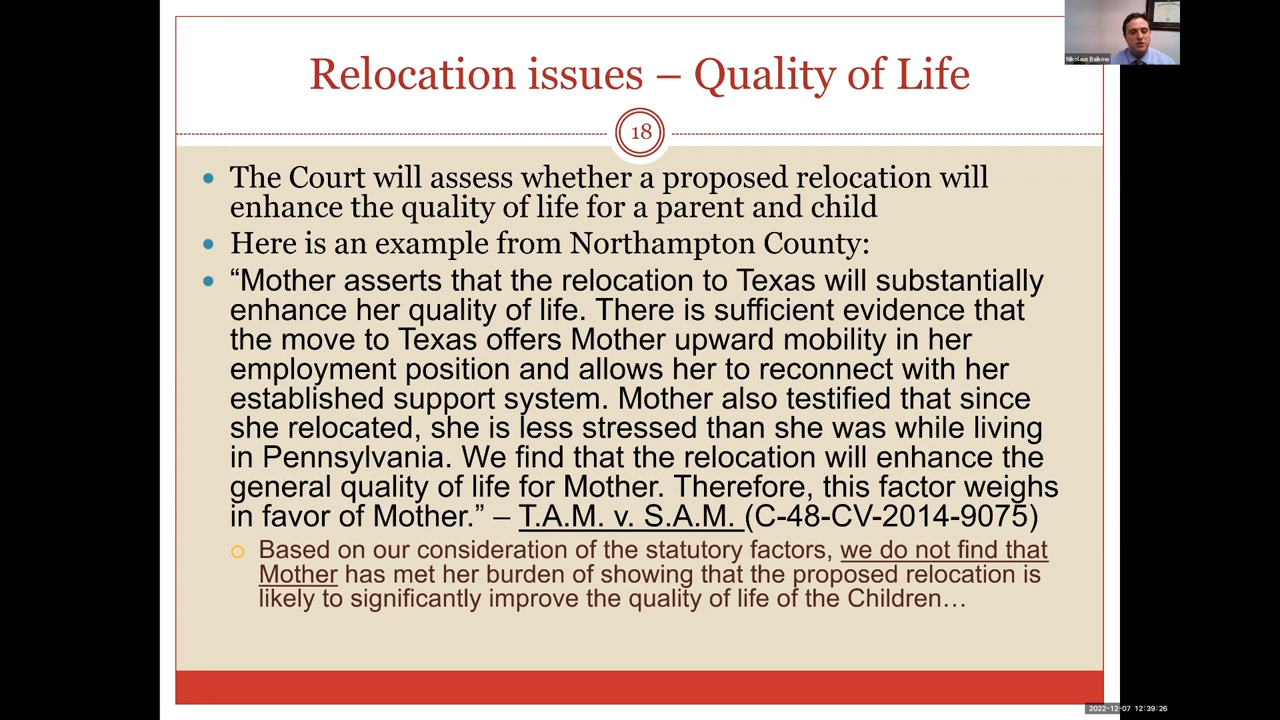 Relocation issues – Quality of Life
18
Nikolaus Baikow
• The Court will assess whether a proposed relocation will
enhance the quality of life for a parent and child
• Here is an example from Northampton County:
• “Mother asserts that the relocation to Texas will substantially
enhance her quality of life. There is sufficient evidence that
the move to Texas offers Mother upward mobility in her
employment position and allows her to reconnect with her
established support system. Mother also testified that since
she relocated, she is less stressed than she was while living
in Pennsylvania. We find that the relocation will enhance the
general quality of life for Mother. Therefore, this factor weighs
in favor of Mother.” – T.A.M. v. S.A.M. (C-48-CV-2014-9075)
Based on our consideration of the statutory factors, we do not find that
Mother has met her burden of showing that the proposed relocation is
likely to significantly improve the quality of life of the Children…
2022-12-07 12:39:26